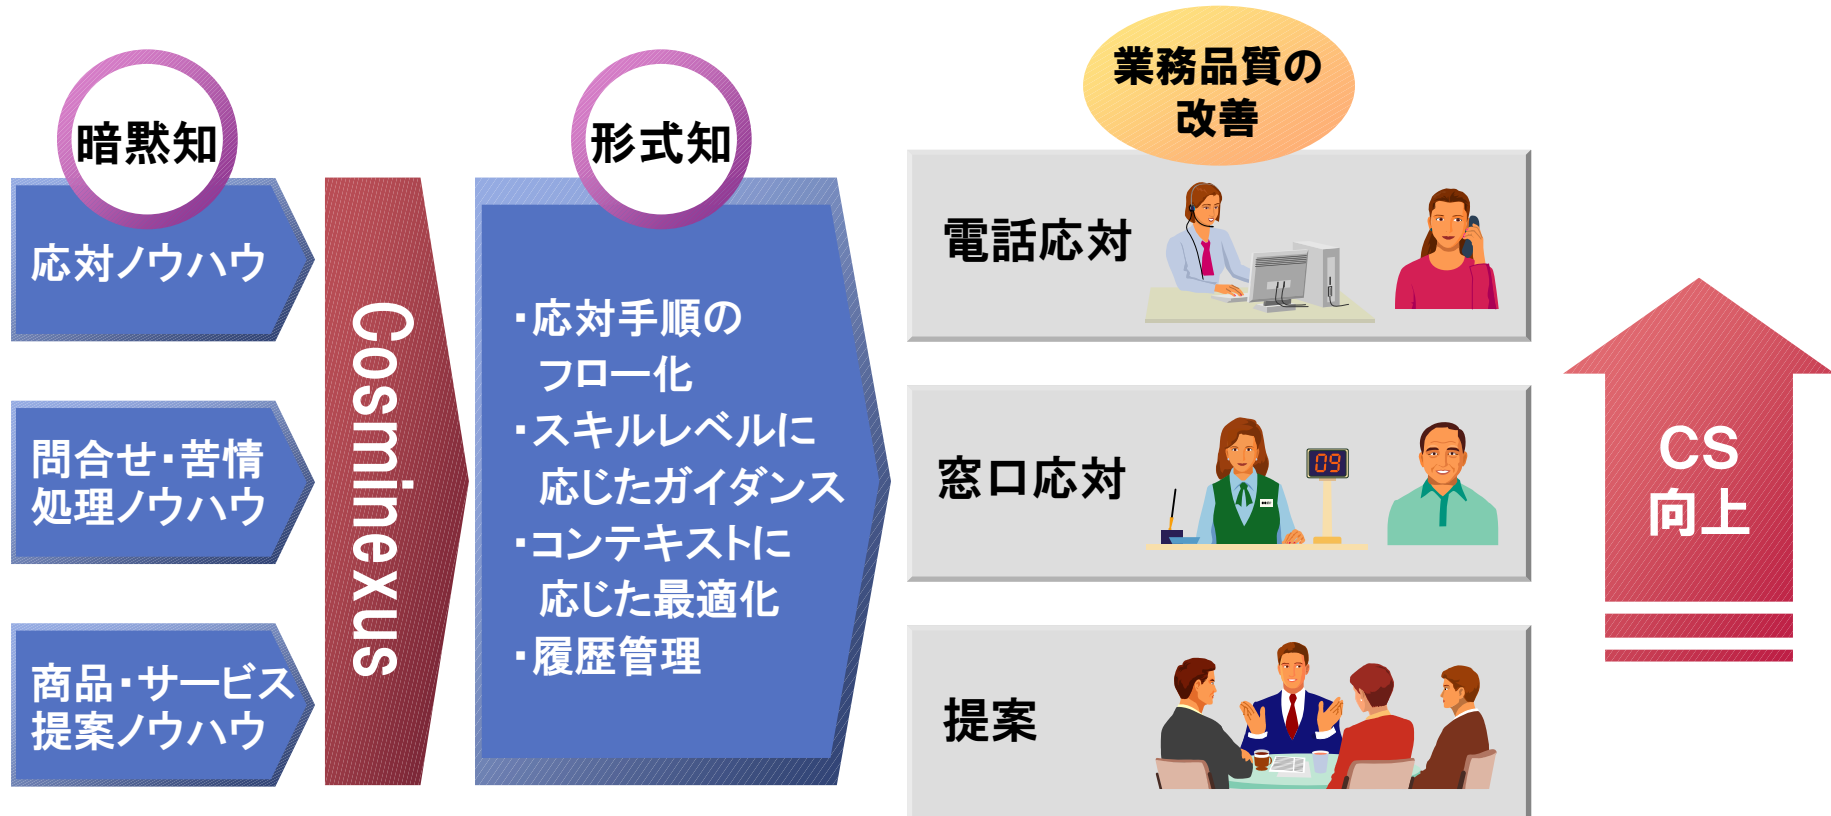 暗黙知
応対ノウハウ
問合せ・苦情
処理ノウハウ
商品・サービス
提案ノウハウ
Cosminexus
形式知
・応対手順の
フロー化
・スキルレベルに
応じたガイダンス
・コンテキストに
応じた最適化
・履歴管理
業務品質の
改善
電話応対
窓口応対
09
提案
CS
向上